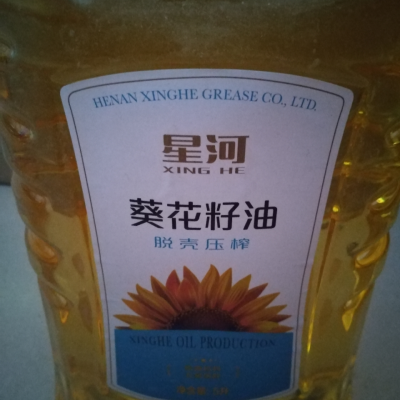 HENAN XINGHE GREASE CO., LTD.
星河
XING HE
葵花籽油
脱壳压榨
XINGHE OIL PRODUCTION